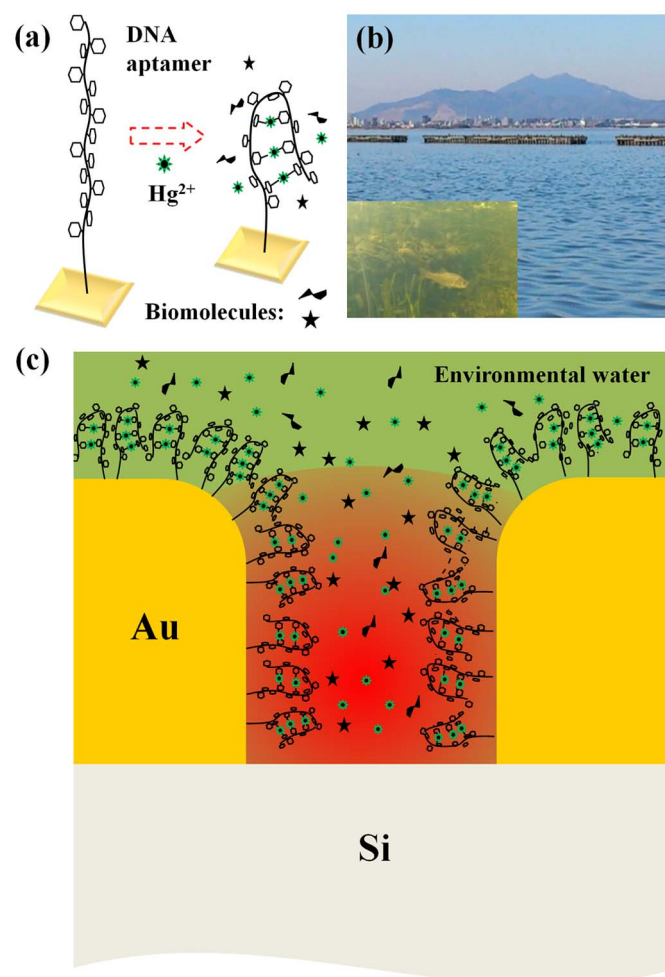 (a)
DNA
aptamer
Hg²⁺
Biomolecules:
(b)
(c)
Environmental water
Au
Si